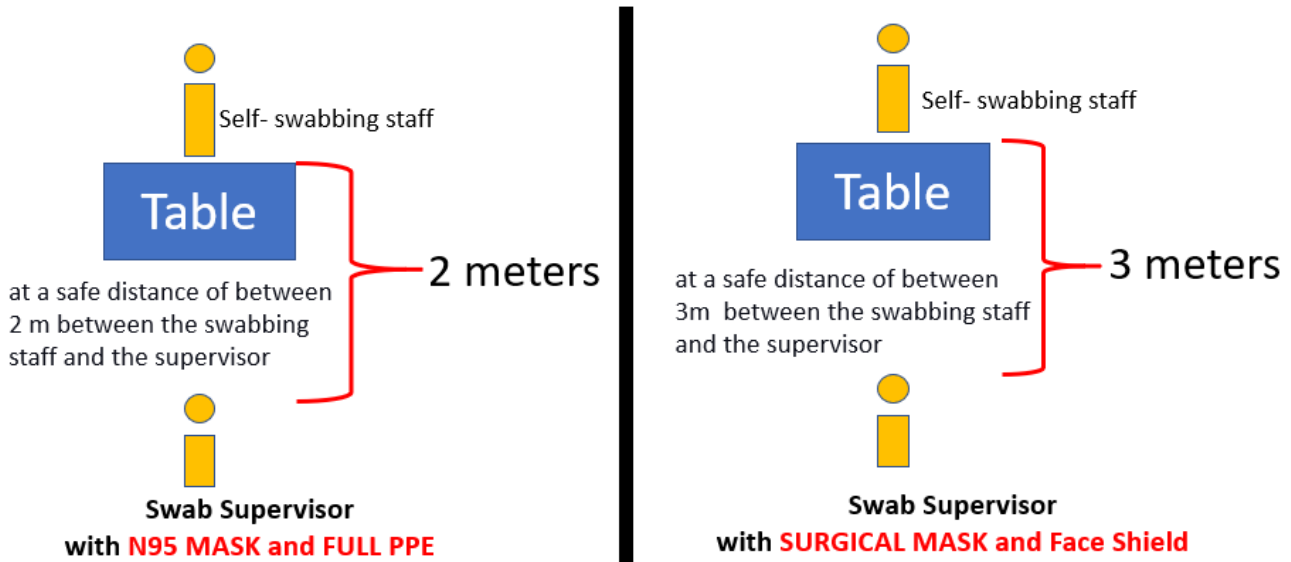 Self- swabbing staff
Table
2 meters
at a safe distance of between
2 m between the swabbing
staff and the supervisor
Swab Supervisor
with N95 MASK and FULL PPE
Self- swabbing staff
Table
3 meters
at a safe distance of between
3m  between the swabbing staff
and the supervisor
Swab Supervisor
with SURGICAL MASK and Face Shield